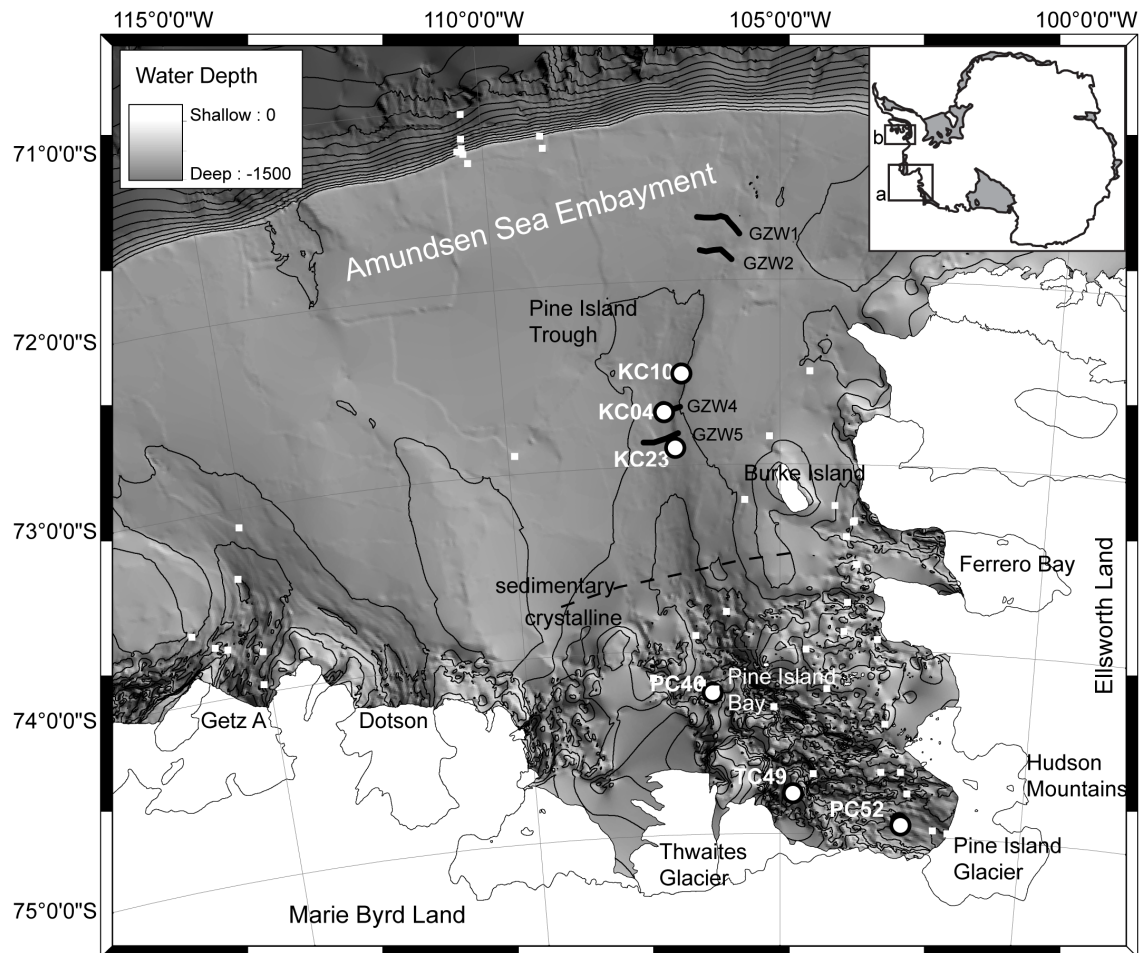 115°0'0"W
110°0'0"W
105°0'0"W
100°0'0"W
Water Depth
Shallow : 0
Deep : -1500
b
a
71°0'0"S
Amundsen Sea Embayment
GZW1
GZW2
Pine Island
Trough
72°0'0"S
KC10
KC04
GZW4
GZW5
KC23
Burke Island
73°0'0"S
Ferrero Bay
sedimentary
crystalline
Ellsworth Land
PC46
Pine Island
Bay
74°0'0"S
Getz A
Dotson
TC49
Hudson
Mountains
PC52
Thwaites
Glacier
Pine Island
Glacier
75°0'0"S
Marie Byrd Land